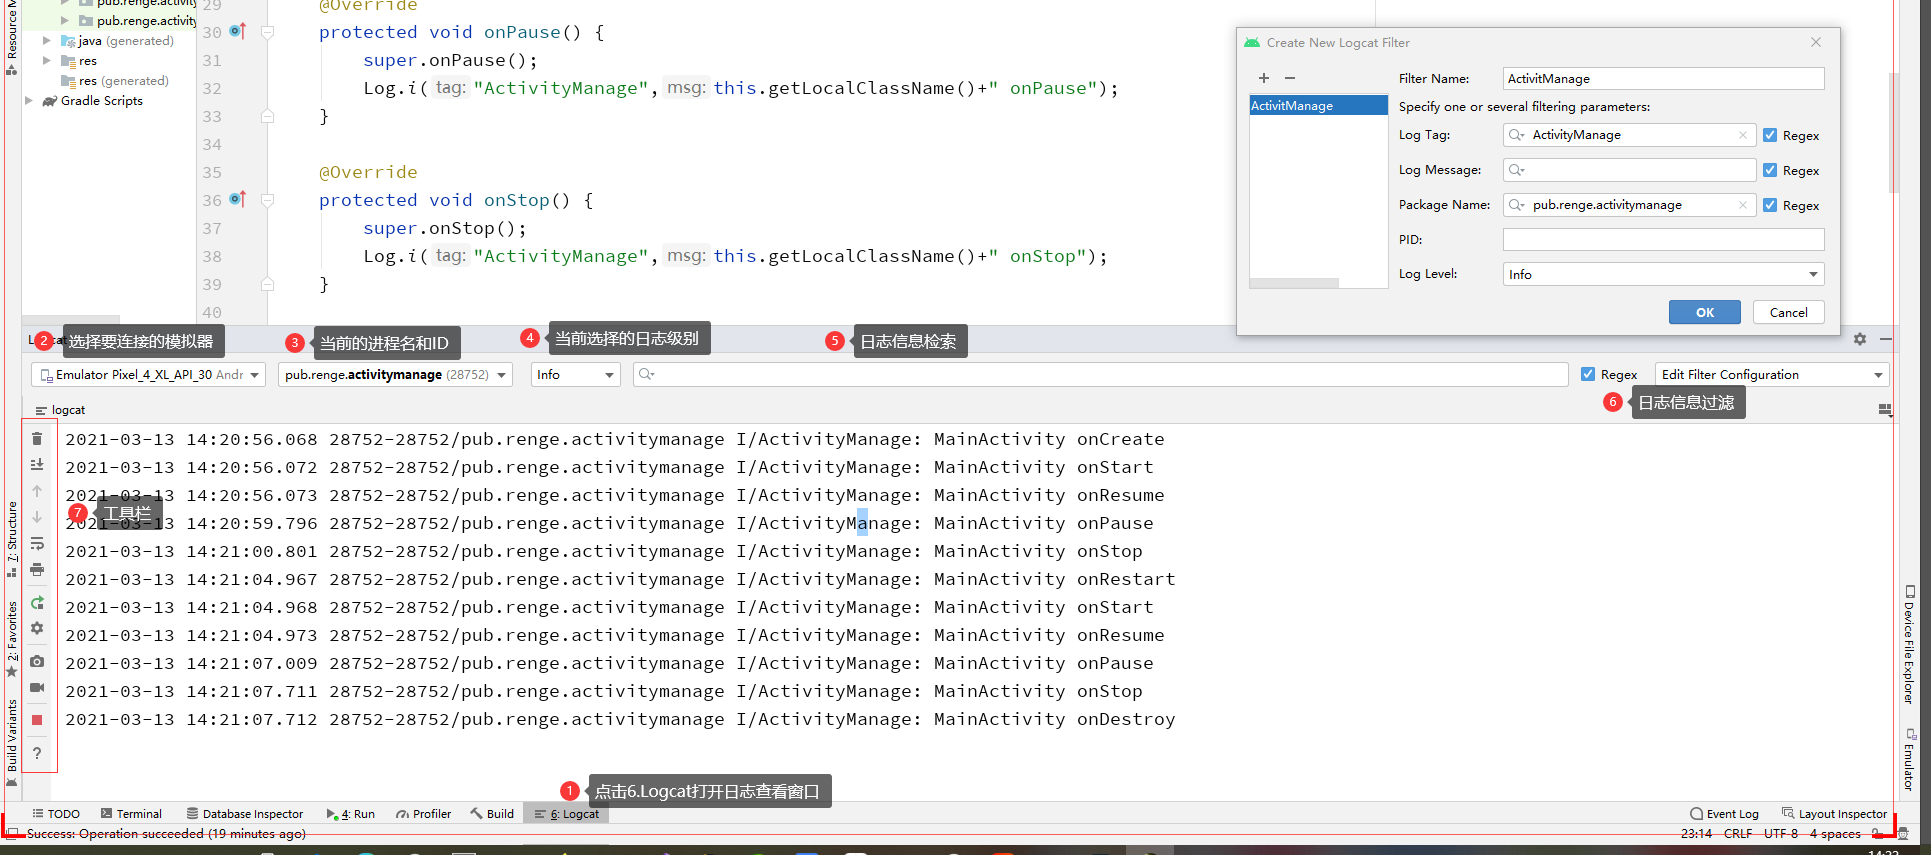 pub.renge.activity
29 @Override
pub.renge.activity
30 protected void onPause() {
java (generated)
31 super.onPause();
res
32 Log.i( tag: "ActivityManage", msg: this.getLocalClassName()+" onPause");
res (generated)
Gradle Scripts
33 }
34
35 @Override
36 protected void onStop() {
37 super.onStop();
38 Log.i( tag: "ActivityManage", msg: this.getLocalClassName()+" onStop");
39 }
40
Create New Logcat Filter
+ −
ActivitManage
Filter Name: ActivitManage
Specify one or several filtering parameters:
Log Tag: ActivityManage Regex
Log Message: Regex
Package Name: pub.renge.activitymanage Regex
PID:
Log Level: Info
OK Cancel
2 选择要连接的模拟器
3 当前的进程名和ID
4 当前选择的日志级别
5 日志信息检索
Emulator Pixel_4_XL_API_30 Andr
pub.renge.activitymanage (28752)
Info
Regex
Edit Filter Configuration
6 日志信息过滤
logcat
2021-03-13 14:20:56.068 28752-28752/pub.renge.activitymanage I/ActivityManage: MainActivity onCreate
2021-03-13 14:20:56.072 28752-28752/pub.renge.activitymanage I/ActivityManage: MainActivity onStart
2021-03-13 14:20:56.073 28752-28752/pub.renge.activitymanage I/ActivityManage: MainActivity onResume
7 工具栏
2021-03-13 14:20:59.796 28752-28752/pub.renge.activitymanage I/ActivityManage: MainActivity onPause
2021-03-13 14:21:00.801 28752-28752/pub.renge.activitymanage I/ActivityManage: MainActivity onStop
2021-03-13 14:21:04.967 28752-28752/pub.renge.activitymanage I/ActivityManage: MainActivity onRestart
2021-03-13 14:21:04.968 28752-28752/pub.renge.activitymanage I/ActivityManage: MainActivity onStart
2021-03-13 14:21:04.973 28752-28752/pub.renge.activitymanage I/ActivityManage: MainActivity onResume
2021-03-13 14:21:07.009 28752-28752/pub.renge.activitymanage I/ActivityManage: MainActivity onPause
2021-03-13 14:21:07.711 28752-28752/pub.renge.activitymanage I/ActivityManage: MainActivity onStop
2021-03-13 14:21:07.712 28752-28752/pub.renge.activitymanage I/ActivityManage: MainActivity onDestroy
?
Resource M
7: Structure
2: Favorites
Build Variants
Device File Explorer
Emulator
1 点击6.Logcat打开日志查看窗口
TODO Terminal Database Inspector 4: Run Profiler Build 6: Logcat Event Log Layout Inspector
Success: Operation succeeded (19 minutes ago) 23:14 CRLF UTF-8 4 spaces